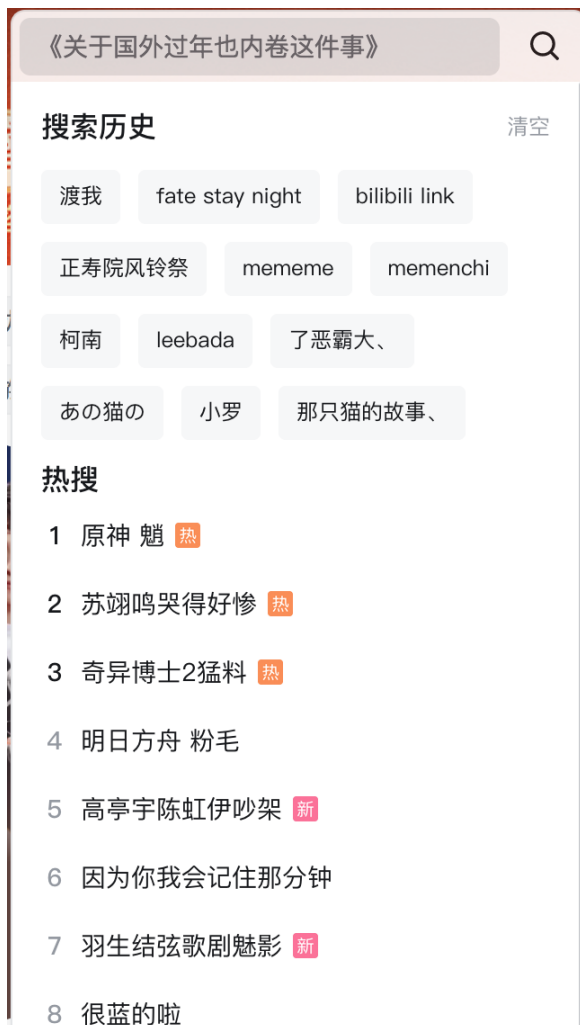 《关于国外过年也内卷这件事》
搜索历史 清空
渡我 fate stay night bilibili link
正寿院风铃祭 mememe memenchi
柯南 leebada 了恶霸大、
あの猫の 小罗 那只猫的故事、
热搜
1 原神 魈 热
2 苏翊鸣哭得好惨 热
3 奇异博士2猛料 热
4 明日方舟 粉毛
5 高亭宇陈虹伊吵架 新
6 因为你我会记住那分钟
7 羽生结弦歌剧魅影 新
8 很蓝的啦